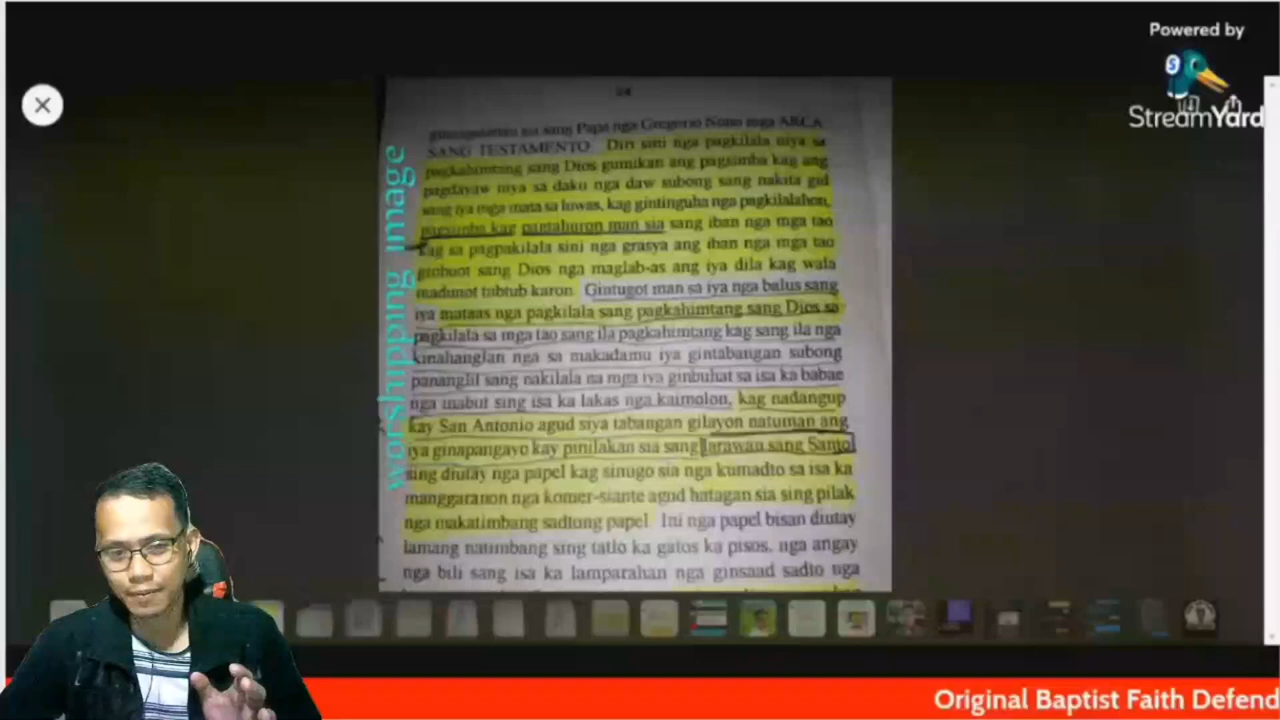 Powered by
StreamYard
worshipping image
sia sang Papa nga Gregorio Nono nga ARCA
SANG TESTAMENTO Diri sini nga pagkilala niya sa
pagkahimtang sang Dios gumikan ang pagsimba kag ang
pagdayaw niya sa daku nga daw subong sang nakita gid
sang iya mga mata sa luwas, kag gintinguha nga pagkilalahon,
pagsimba kag pantahuron man sia sang iban nga mga tao
kag sa pagpakilala sini nga grasya ang iban nga mga tao
ginbuot sang Dios nga maglab-as ang iya dila kag wala
madunot tubtub karon. Gintugot man sa iya nga balus sang
iya mataas nga pagkilala sang pagkahimtang sang Dios sa
pagkilala sa mga tao sang ila pagkahimtang kag sang ila nga
kinahanglan nga sa makadamu iya gintabangan subong
pananglit sang nakilala na mga iya ginbuhat sa isa ka babae
nga mabut sing isa ka lakas nga kaimolon, kag nadangup
kay San Antonio agud siya tabangan gilayon natuman ang
iya ginapangayo kay pinilakan sia sang larawan sang Santo
sing diutay nga papel kag sinugo sia nga kumadto sa isa ka
manggaranon nga komer-siante agud hatagan sia sing pilak
nga makatimbang sadtong papel. Ini nga papel bisan diutay
lamang natimbang sing tatlo ka gatos ka pisos, nga angay
nga bili sang isa ka lamparahan nga ginsaad sadto nga
Original Baptist Faith Defend